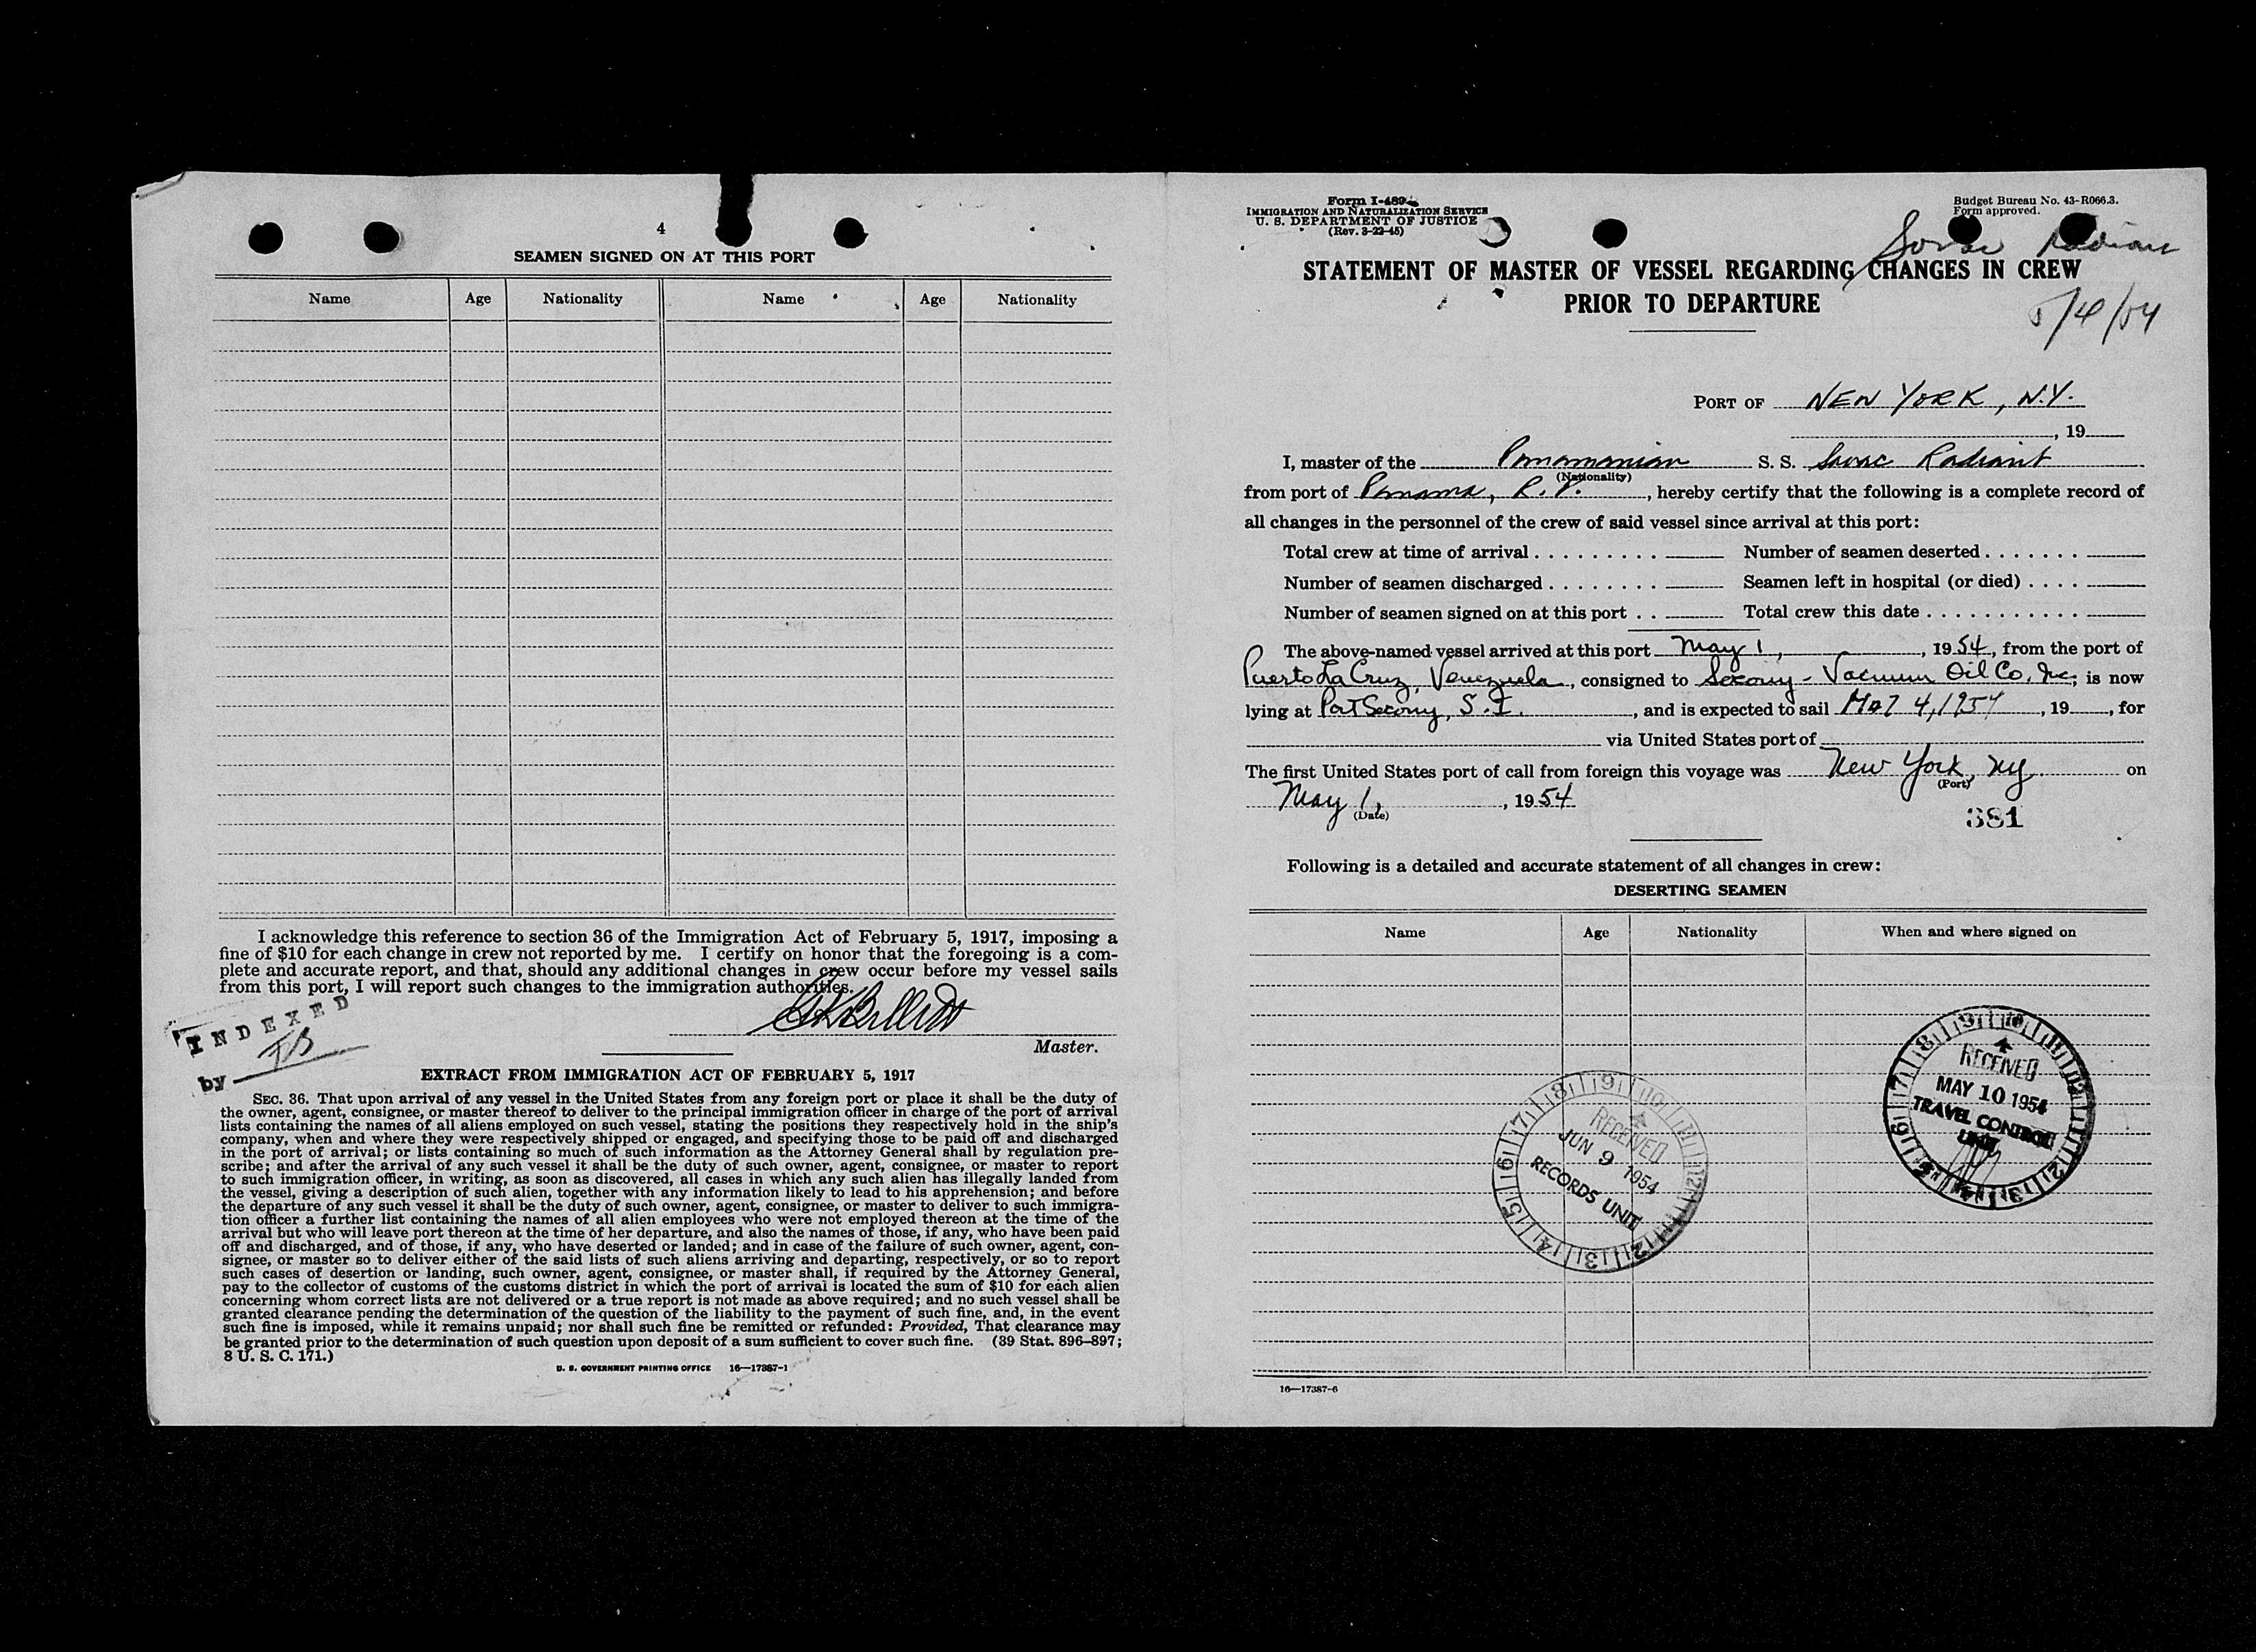 4
SEAMEN SIGNED ON AT THIS PORT
Name Age Nationality Name Age Nationality
I acknowledge this reference to section 36 of the Immigration Act of February 5, 1917, imposing a
fine of $10 for each change in crew not reported by me. I certify on honor that the foregoing is a com-
plete and accurate report, and that, should any additional changes in crew occur before my vessel sails
from this port, I will report such changes to the immigration authorities.
Master.
INDEXED
by
EXTRACT FROM IMMIGRATION ACT OF FEBRUARY 5, 1917
SEC. 36. That upon arrival of any vessel in the United States from any foreign port or place it shall be the duty of
the owner, agent, consignee, or master thereof to deliver to the principal immigration officer in charge of the port of arrival
lists containing the names of all aliens employed on such vessel, stating the positions they respectively hold in the ship's
company, when and where they were respectively shipped or engaged, and specifying those to be paid off and discharged
in the port of arrival; or lists containing so much of such information as the Attorney General shall by regulation pre-
scribe; and after the arrival of any such vessel it shall be the duty of such owner, agent, consignee, or master to report
to such immigration officer, in writing, as soon as discovered, all cases in which any such alien has illegally landed from
the vessel, giving a description of such alien, together with any information likely to lead to his apprehension; and before
the departure of any such vessel it shall be the duty of such owner, agent, consignee, or master to deliver to such immigra-
tion officer a further list containing the names of all alien employees who were not employed thereon at the time of the
arrival but who will leave port thereon at the time of her departure, and also the names of those, if any, who have been paid
off and discharged, and of those, if any, who have deserted or landed; and in case of the failure of such owner, agent, con-
signee, or master so to deliver either of the said lists of such aliens arriving and departing, respectively, or so to report
such cases of desertion or landing, such owner, agent, consignee, or master shall, if required by the Attorney General,
pay to the collector of customs of the customs district in which the port of arrival is located the sum of $10 for each alien
concerning whom correct lists are not delivered or a true report is not made as above required; and no such vessel shall be
granted clearance pending the determination of the question of the liability to the payment of such fine, and, in the event
such fine is imposed, while it remains unpaid; nor shall such fine be remitted or refunded: Provided, That clearance may
be granted prior to the determination of such question upon deposit of a sum sufficient to cover such fine. (39 Stat. 896–897;
8 U. S. C. 171.)
U. S. GOVERNMENT PRINTING OFFICE 16—17387-1
Form I-489
IMMIGRATION AND NATURALIZATION SERVICE
U. S. DEPARTMENT OF JUSTICE
(Rev. 3-22-45)
Budget Bureau No. 43-R066.3.
Form approved.
STATEMENT OF MASTER OF VESSEL REGARDING CHANGES IN CREW
PRIOR TO DEPARTURE
5/4/54
PORT OF NEW YORK, N.Y.
, 19
I, master of the Panamanian S. S. Sovac Radiant
(Nationality)
from port of Panama, R. P., hereby certify that the following is a complete record of
all changes in the personnel of the crew of said vessel since arrival at this port:
Total crew at time of arrival . . . . . . . . . Number of seamen deserted . . . . . . .
Number of seamen discharged . . . . . . . . Seamen left in hospital (or died) . . . .
Number of seamen signed on at this port . . Total crew this date . . . . . . . . . . . .
The above-named vessel arrived at this port May 1, , 1954, from the port of
Puerto La Cruz, Venezuela, consigned to Socony-Vacuum Oil Co, Inc; is now
lying at Port Socony, S. I. , and is expected to sail May 4, 1954, 19 , for
via United States port of
The first United States port of call from foreign this voyage was New York, NY on
(Port)
May 1, , 1954
(Date)
381
Following is a detailed and accurate statement of all changes in crew:
DESERTING SEAMEN
Name Age Nationality When and where signed on
RECEIVED
MAY 10 1954
TRAVEL CONTROL
UNIT
RECEIVED
JUN 9 1954
RECORDS UNIT
16—17387-6